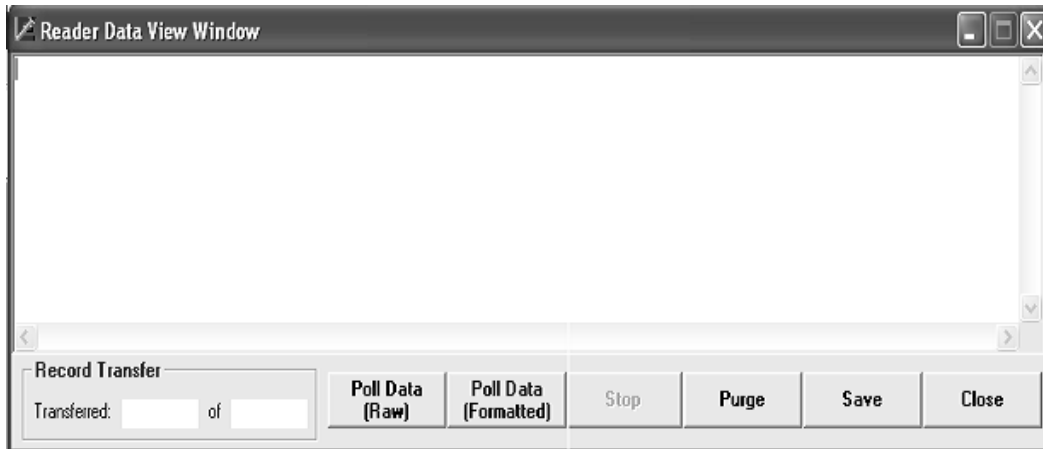 Reader Data View Window
Record Transfer
Transferred: of
Poll Data
(Raw)
Poll Data
(Formatted)
Stop
Purge
Save
Close